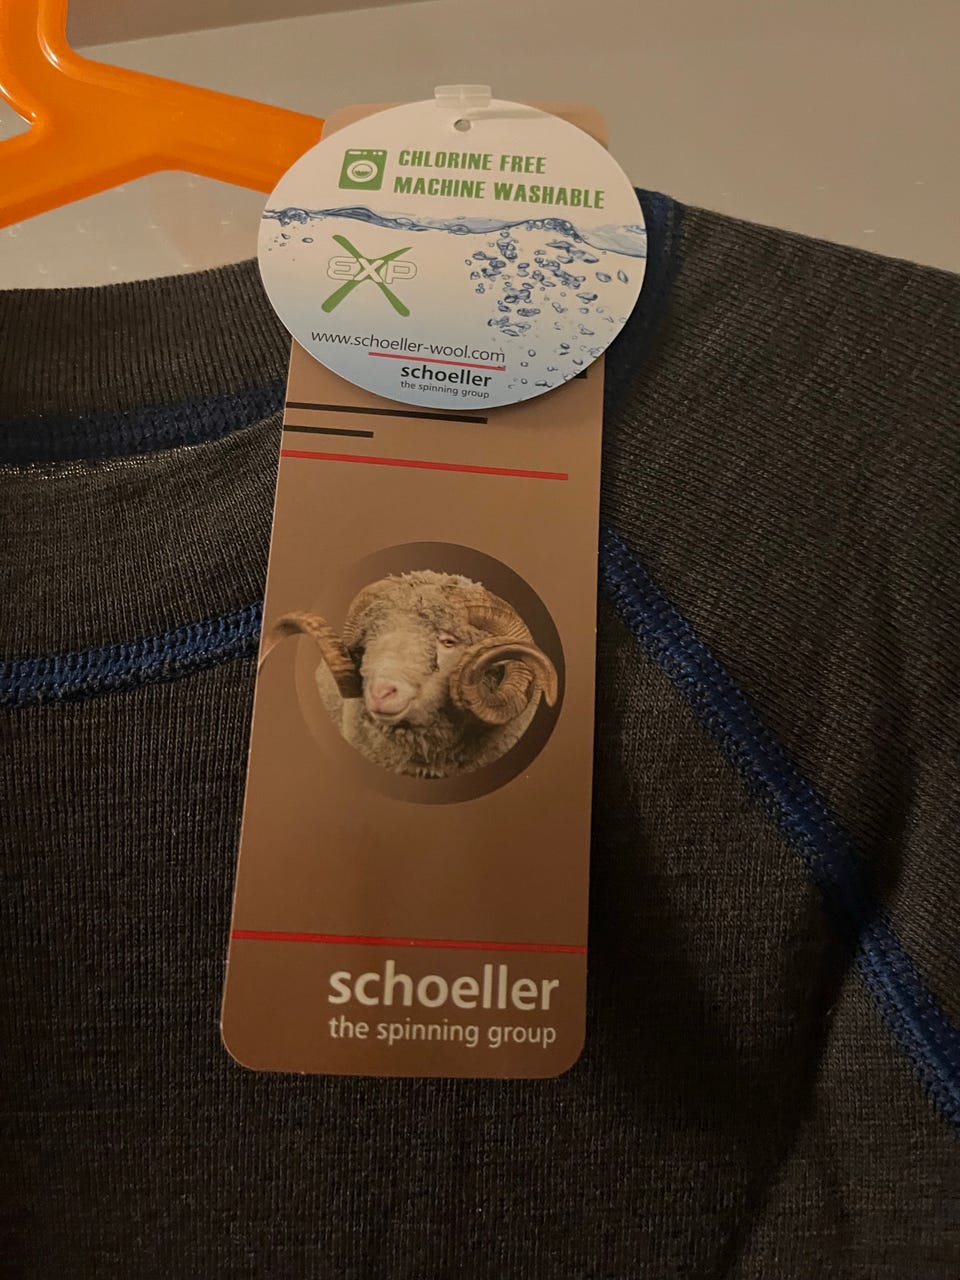 CHLORINE FREE
MACHINE WASHABLE
EXP
www.schoeller-wool.com
schoeller
the spinning group
schoeller
the spinning group